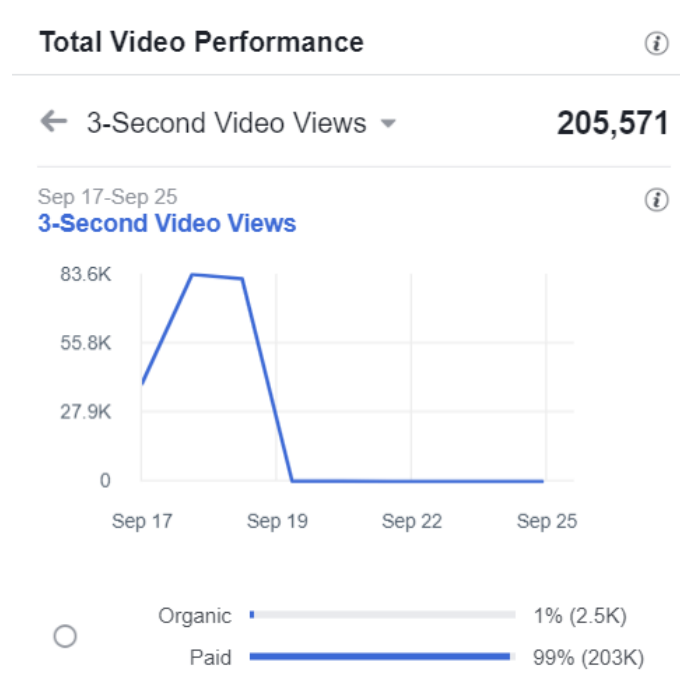 Total Video Performance
3-Second Video Views 205,571
Sep 17-Sep 25
3-Second Video Views
83.6K
55.8K
27.9K
0
Sep 17 Sep 19 Sep 22 Sep 25
Organic 1% (2.5K)
Paid 99% (203K)